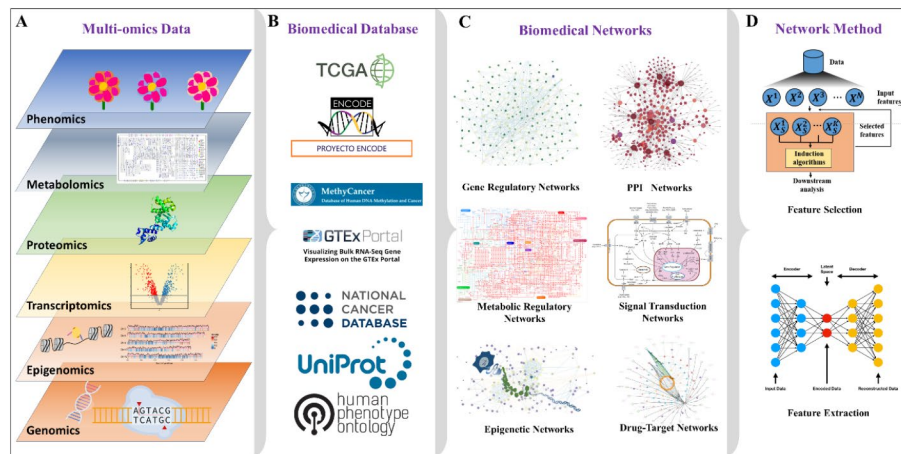 A
Multi-omics Data
Phenomics
Metabolomics
Proteomics
Transcriptomics
Epigenomics
Genomics
AGTACG
TCATGC
B
Biomedical Database
TCGA
ENCODE
PROYECTO ENCODE
MethyCancer
Database of Human DNA Methylation and Cancer
GTExPortal
Visualizing Bulk RNA-Seq Gene
Expression on the GTEx Portal
NATIONAL
CANCER
DATABASE
UniProt
human
phenotype
ontology
C
Biomedical Networks
Gene Regulatory Networks
PPI Networks
Metabolic Regulatory
Networks
Signal Transduction
Networks
Epigenetic Networks
Drug-Target Networks
D
Network Method
Data
X¹ X² X³ ··· Xᴺ
Input
features
Selected
features
Induction
algorithms
Downstream
analysis
Feature Selection
Encoder
Latent
Space
Decoder
Input Data
Encoded Data
Reconstructed Data
Feature Extraction